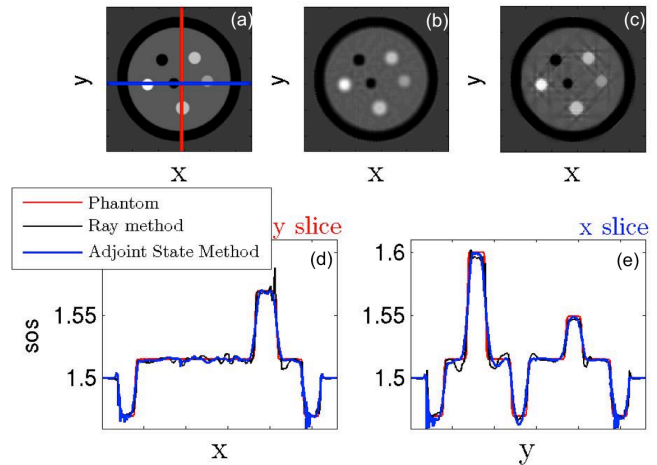 (a)
(b)
(c)
y
y
y
x
x
x
Phantom
Ray method
Adjoint State Method
y slice
x slice
(d)
(e)
1.6
1.55
1.55
1.5
1.5
sos
x
y